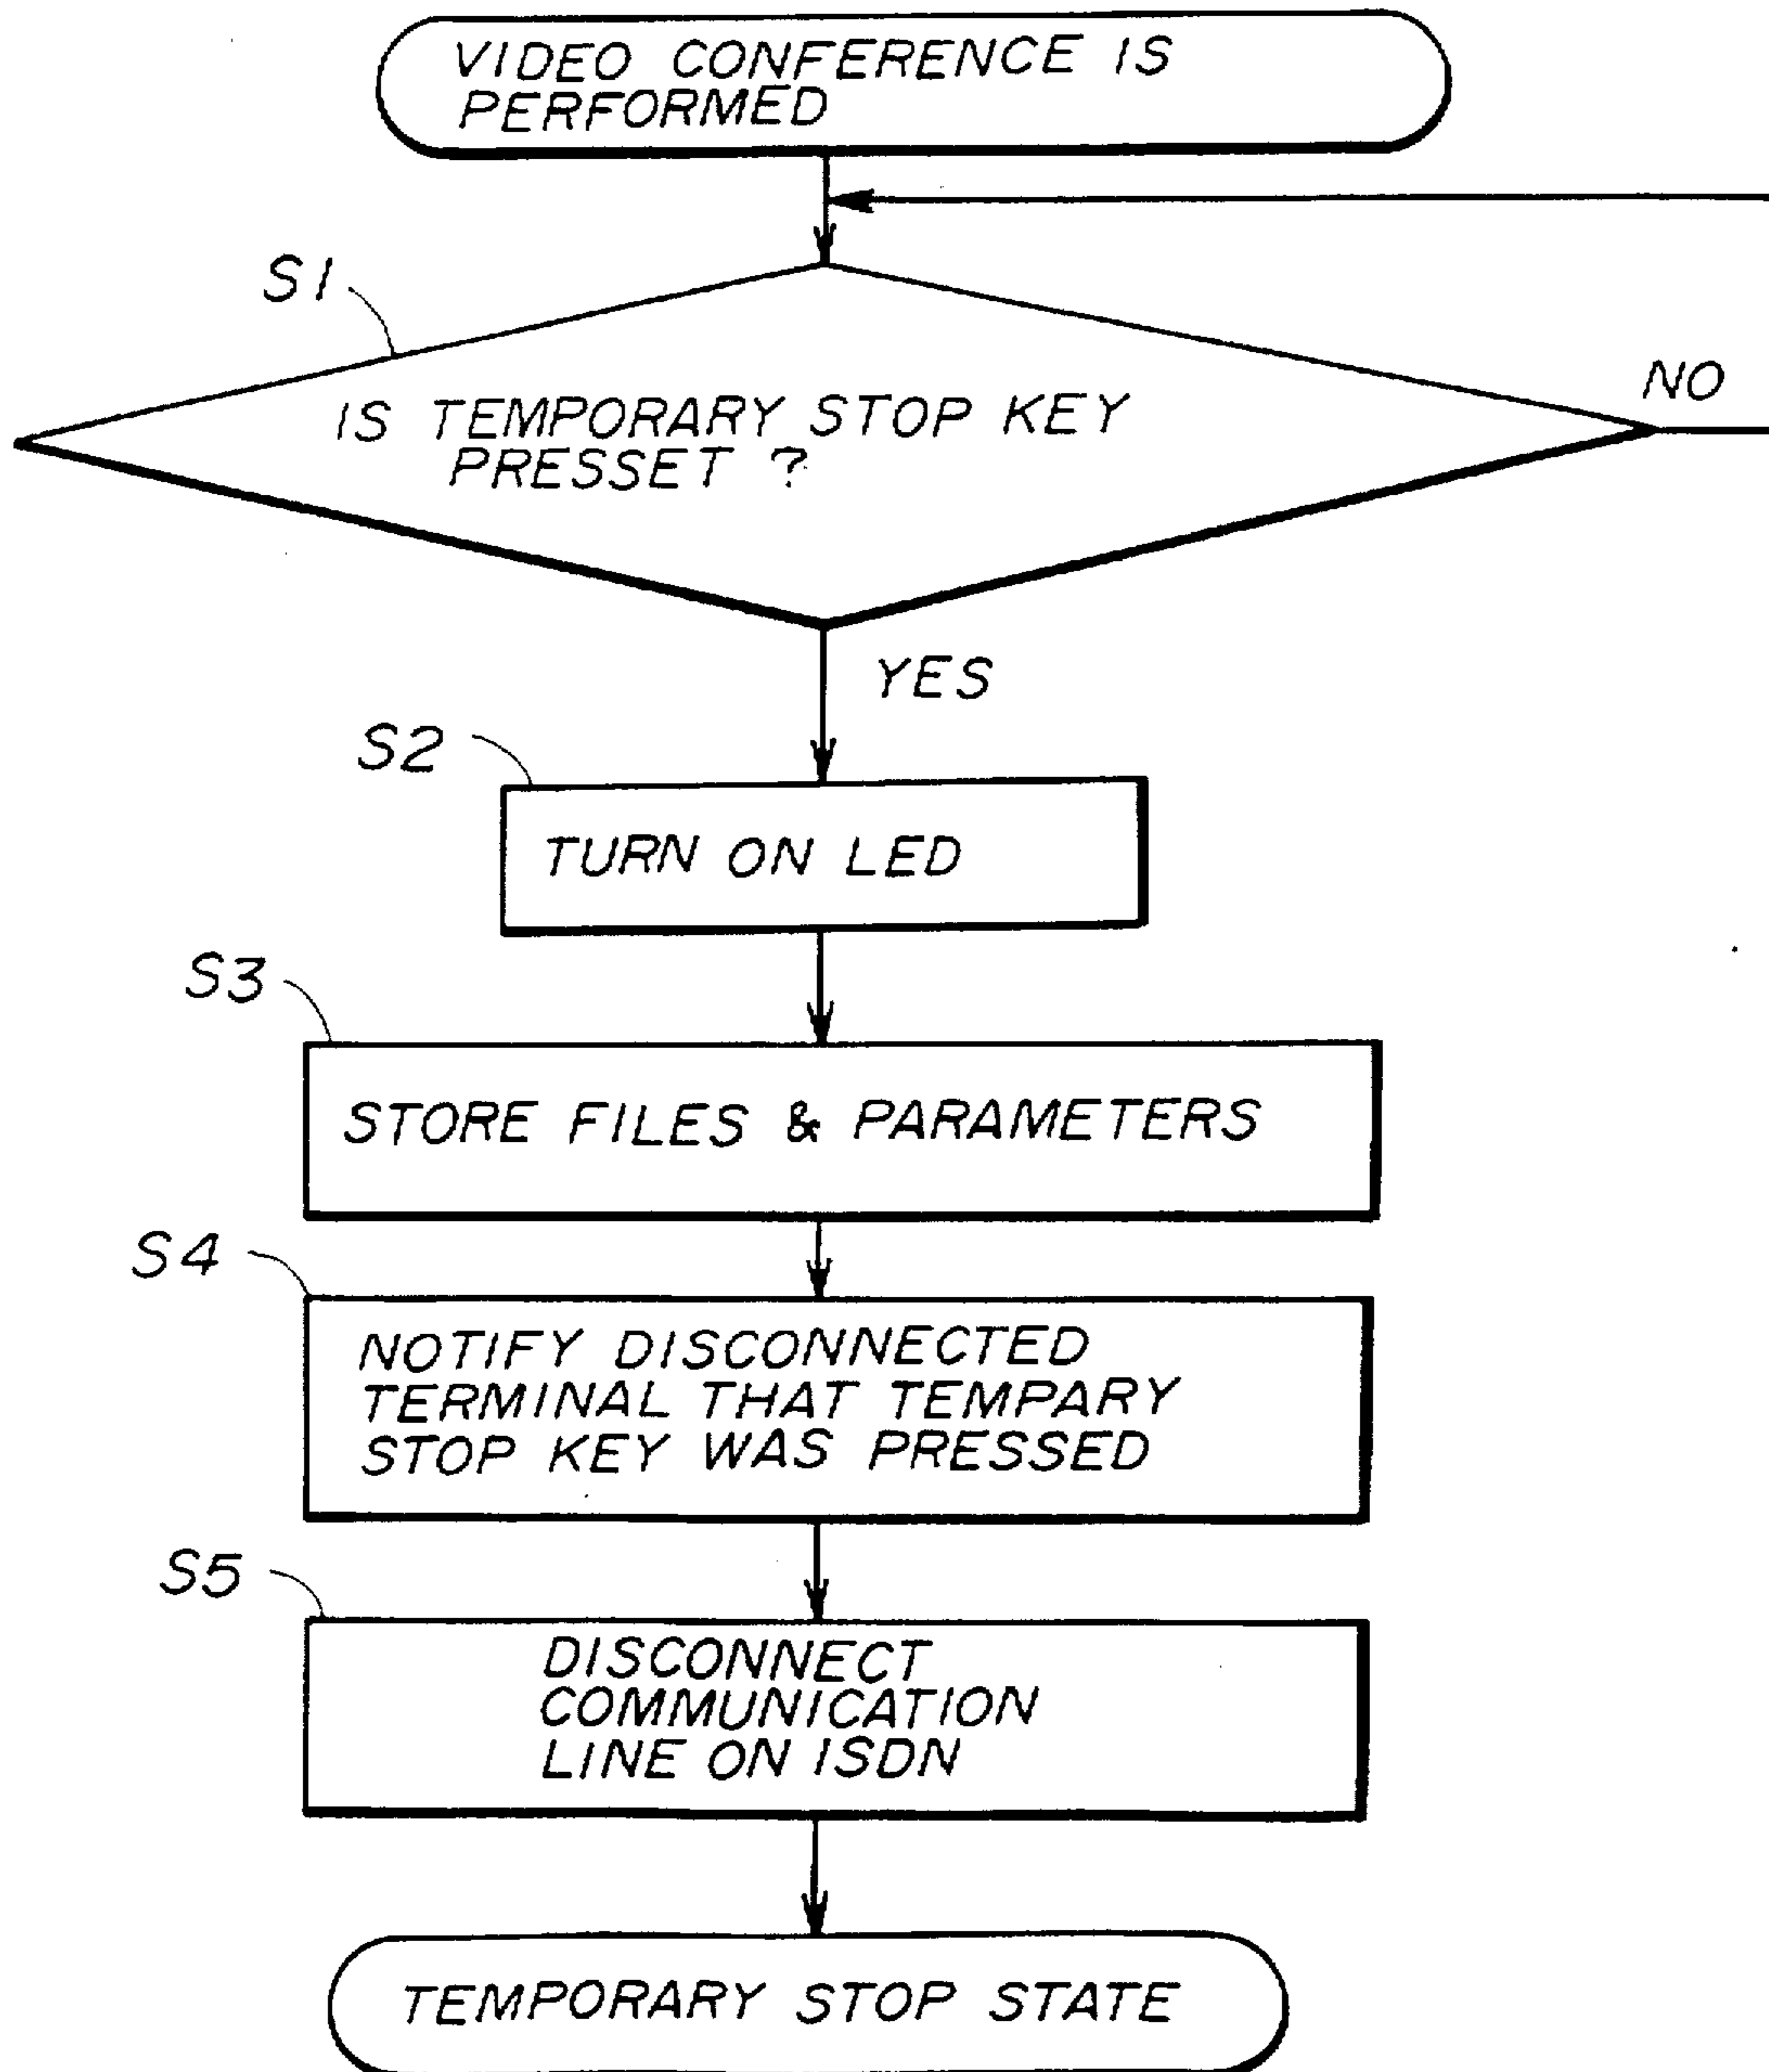 VIDEO CONFERENCE IS
PERFORMED
S1
IS TEMPORARY STOP KEY
PRESSET ?
NO
YES
S2
TURN ON LED
S3
STORE FILES & PARAMETERS
S4
NOTIFY DISCONNECTED
TERMINAL THAT TEMPARY
STOP KEY WAS PRESSED
S5
DISCONNECT
COMMUNICATION
LINE ON ISDN
TEMPORARY STOP STATE